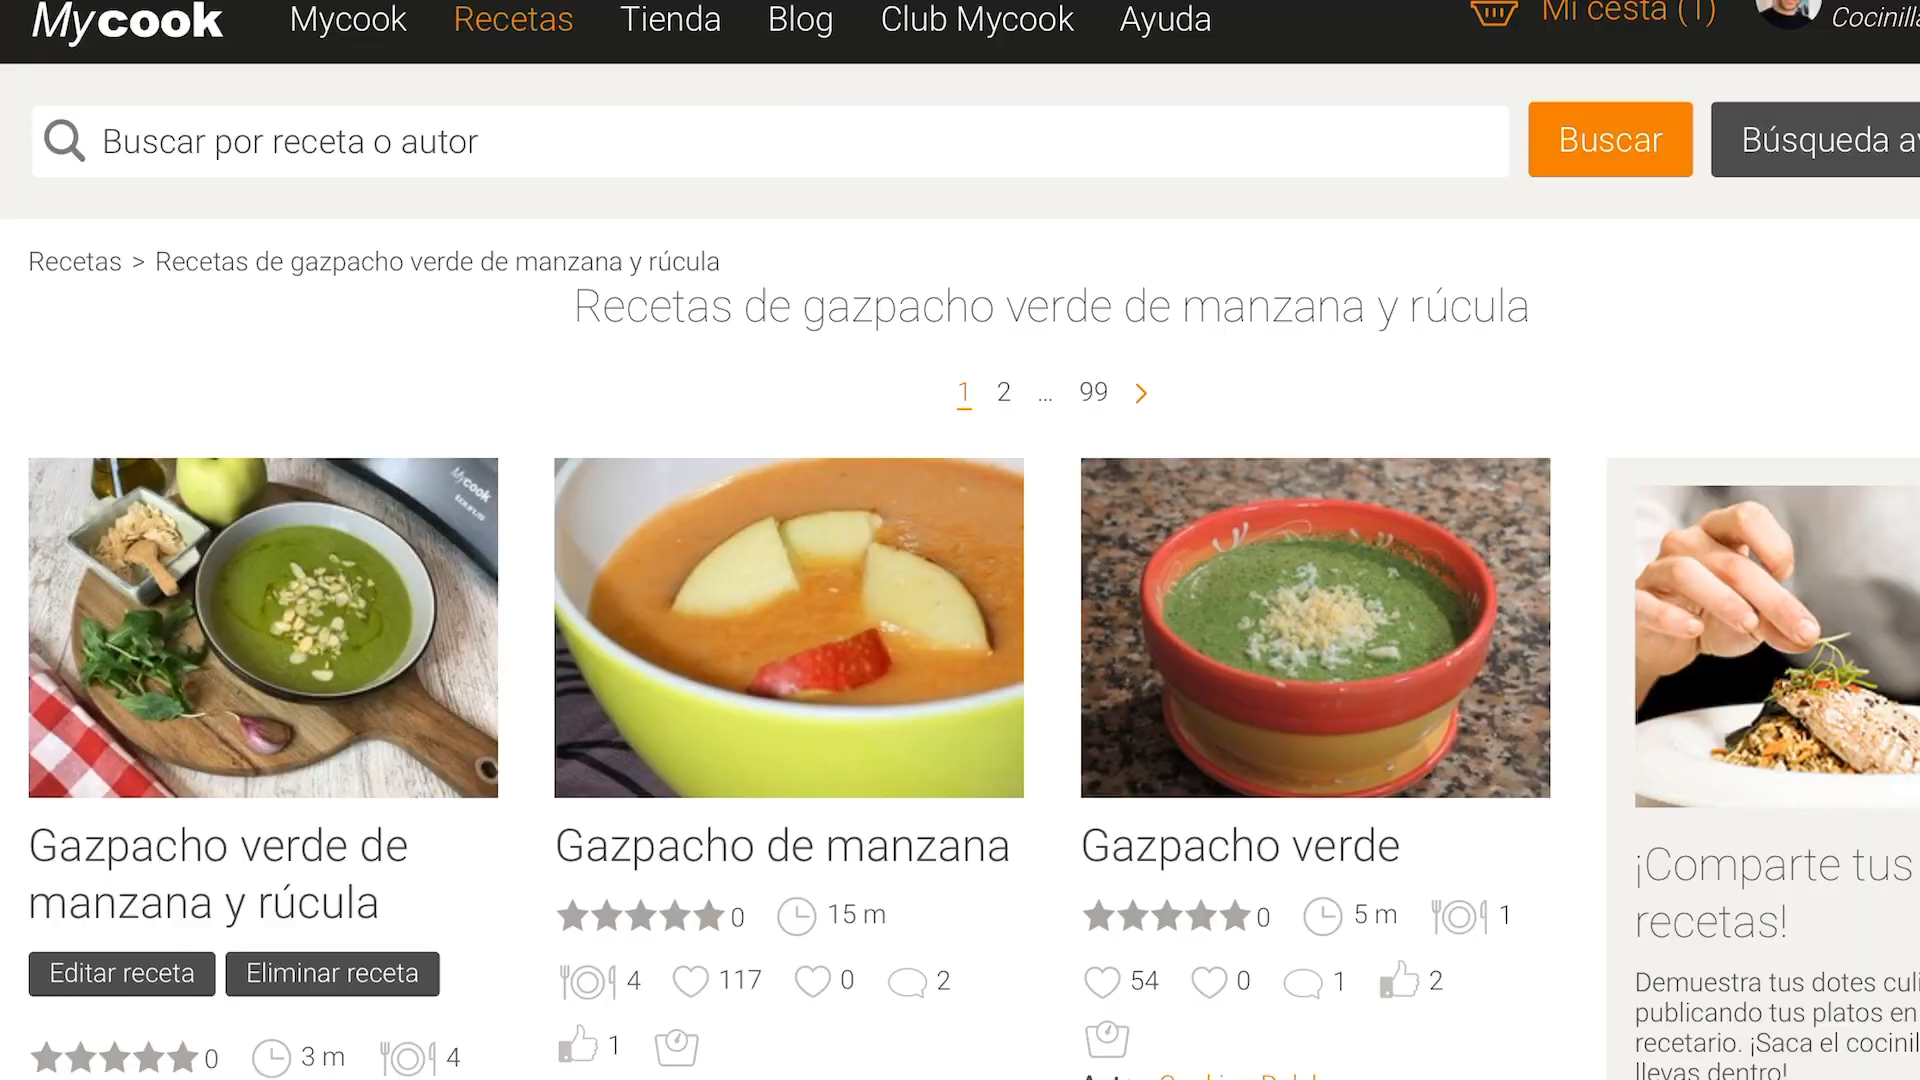 Mycook
Mycook Recetas Tienda Blog Club Mycook Ayuda
Mi cesta (1)
Buscar por receta o autor
Buscar
Búsqueda
Recetas > Recetas de gazpacho verde de manzana y rúcula
Recetas de gazpacho verde de manzana y rúcula
1 2 ... 99 >
Mycook
TAURUS
Gazpacho verde de
manzana y rúcula
Editar receta Eliminar receta
0 3 m 4
Gazpacho de manzana
0 15 m
4 117 0 2
1
Gazpacho verde
0 5 m 1
54 0 1 2
¡Comparte tus
recetas!
Demuestra tus dotes
publicando tus platos en
recetario. ¡Saca el
llevas dentro!